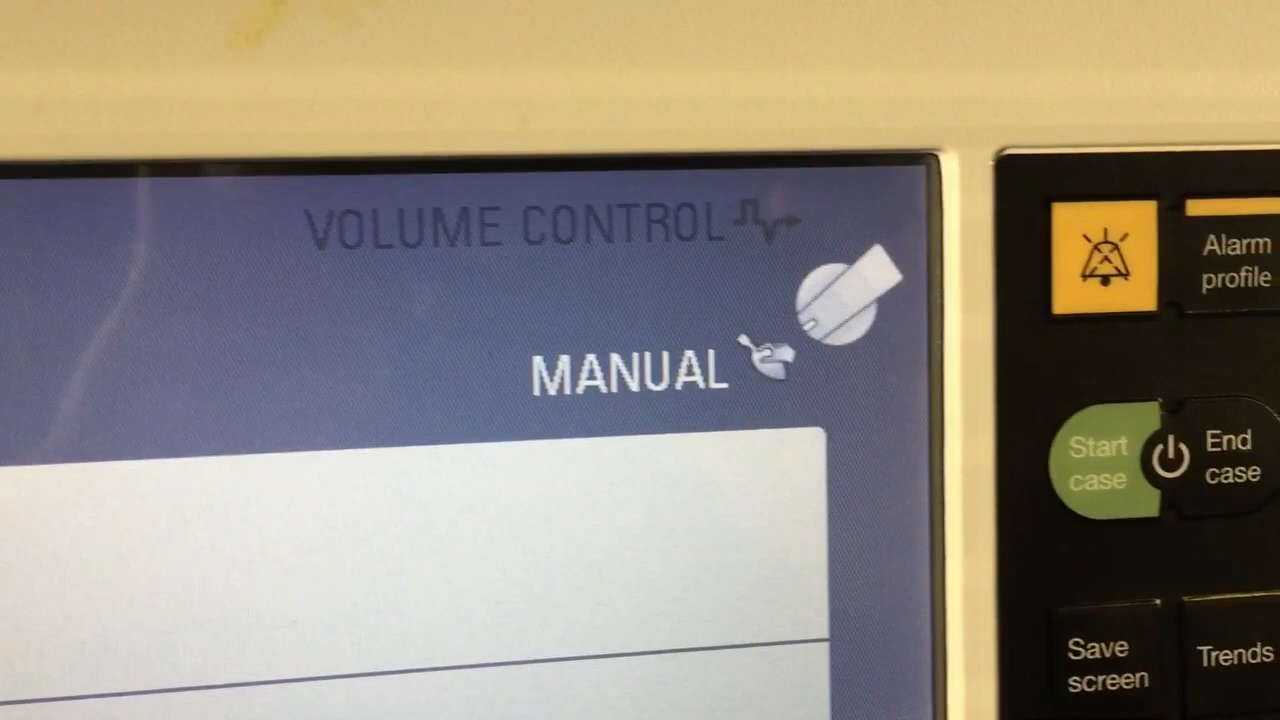 VOLUME CONTROL
MANUAL
Alarm
profile
Start
case
End
case
Save
screen
Trends